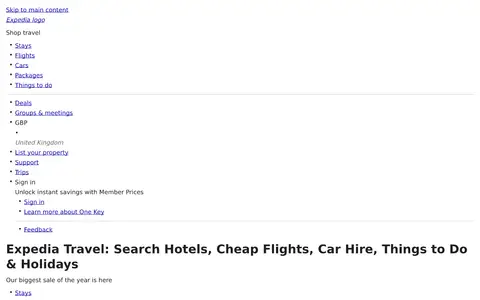 Skip to main content
Expedia logo
Shop travel
Stays
Flights
Cars
Packages
Things to do
Deals
Groups & meetings
GBP
United Kingdom
List your property
Support
Trips
Sign in
Unlock instant savings with Member Prices
Sign in
Learn more about One Key
Feedback
Expedia Travel: Search Hotels, Cheap Flights, Car Hire, Things to Do
& Holidays
Our biggest sale of the year is here
Stays